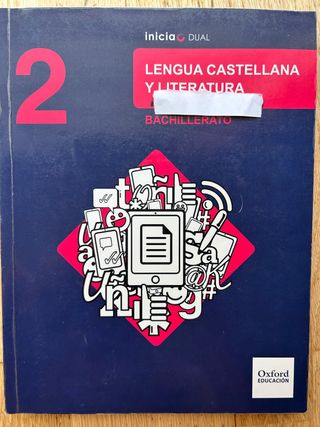 inicia DUAL
2
LENGUA CASTELLANA
Y LITERATURA
BACHILLERATO
Oxford
EDUCACIÓN